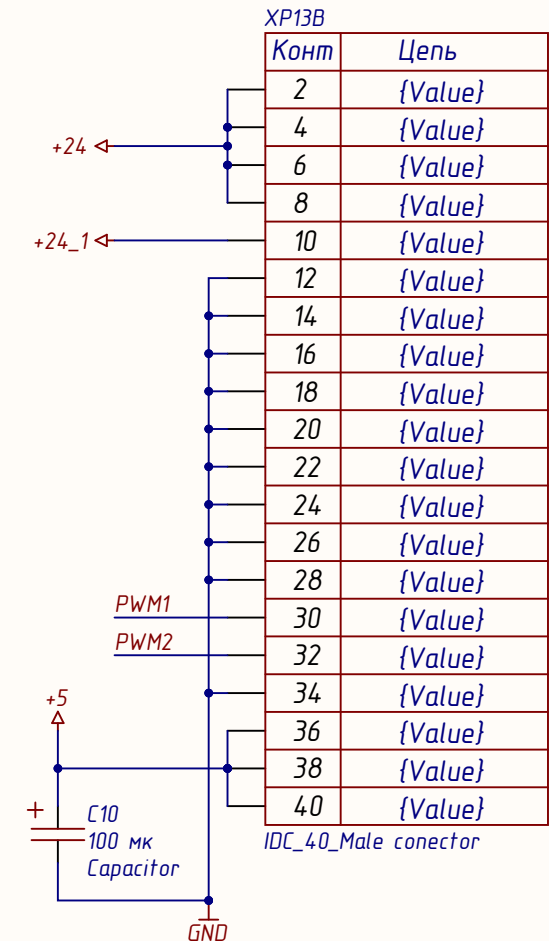 XP13B
Конт Цепь
2 {Value}
4 {Value}
+24
6 {Value}
8 {Value}
+24_1
10 {Value}
12 {Value}
14 {Value}
16 {Value}
18 {Value}
20 {Value}
22 {Value}
24 {Value}
26 {Value}
28 {Value}
PWM1
30 {Value}
PWM2
32 {Value}
34 {Value}
+5
36 {Value}
38 {Value}
40 {Value}
+
C10
100 мк
Capacitor
IDC_40_Male conector
GND